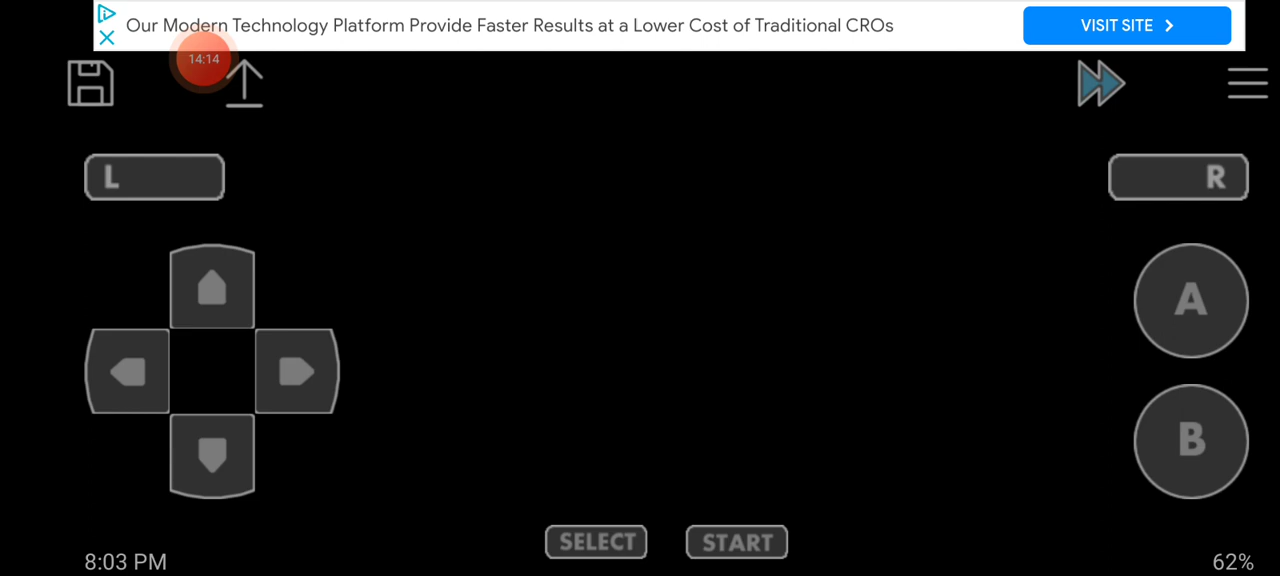 Our Modern Technology Platform Provide Faster Results at a Lower Cost of Traditional CROs
VISIT SITE
14:14
L
R
A
B
SELECT
START
8:03 PM
62%